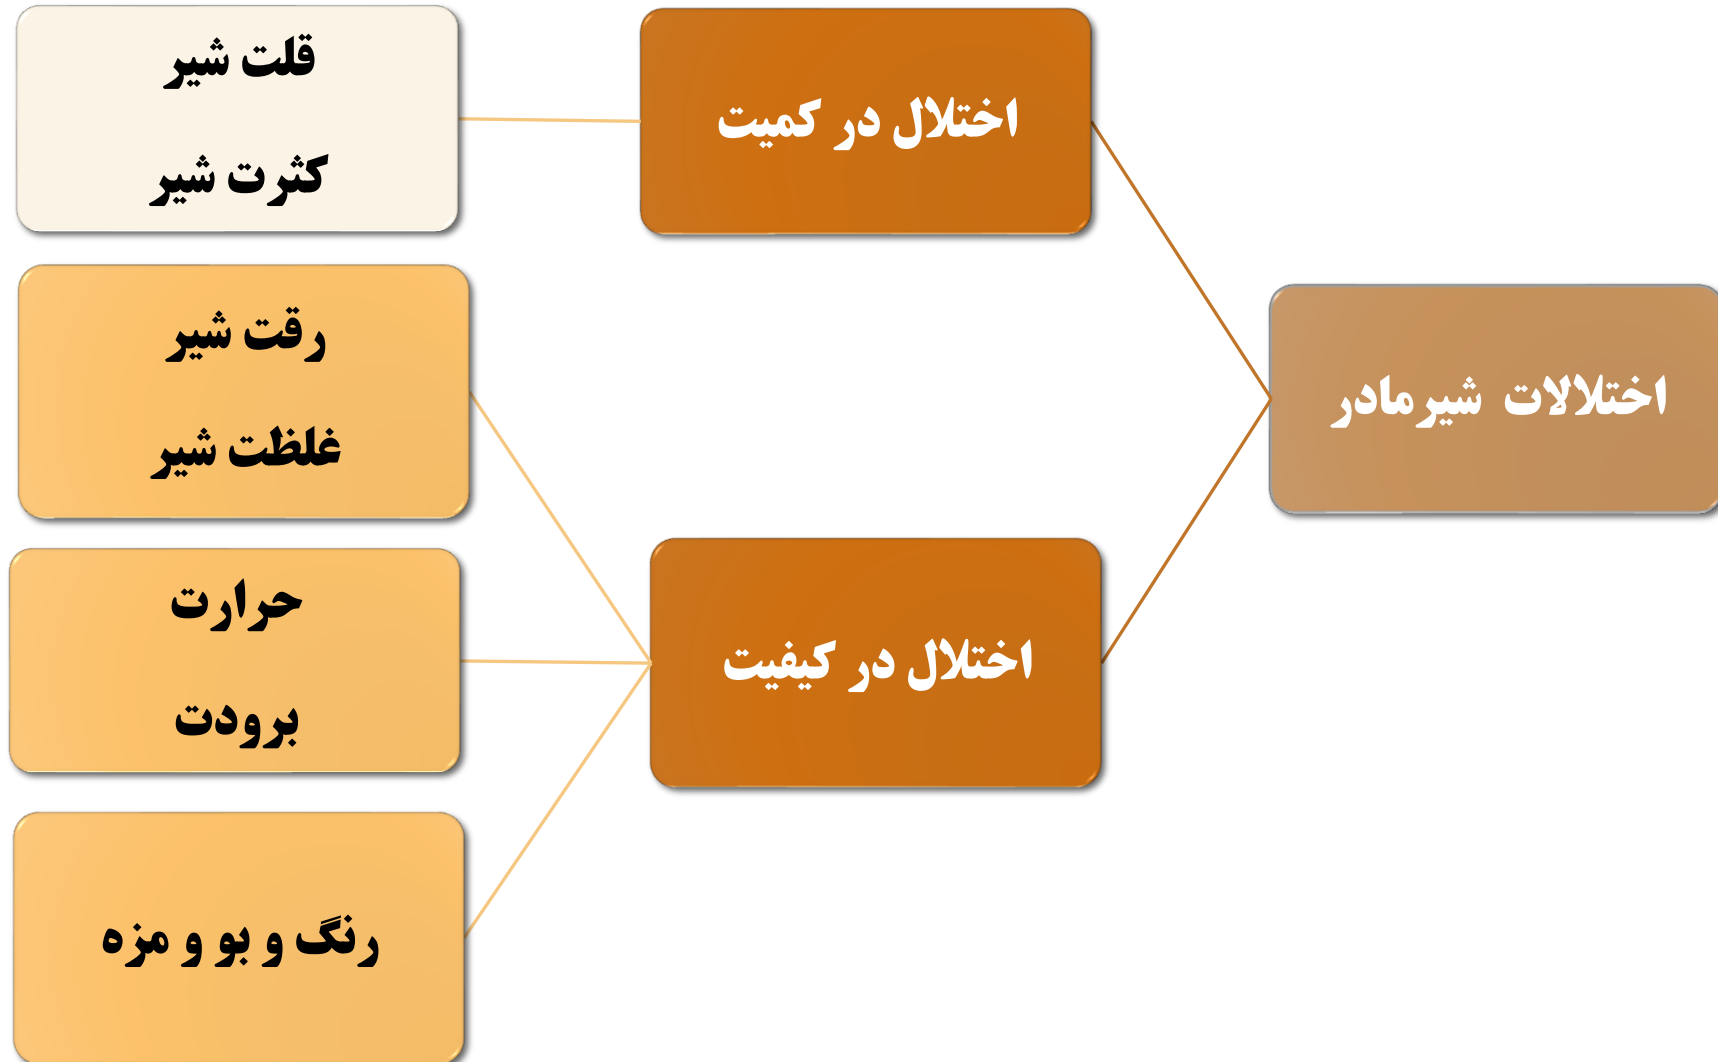 اختلالات شیرمادر
اختلال در کمیت
قلت شیر
کثرت شیر
اختلال در کیفیت
رقت شیر
غلظت شیر
حرارت
برودت
رنگ و بو و مزه